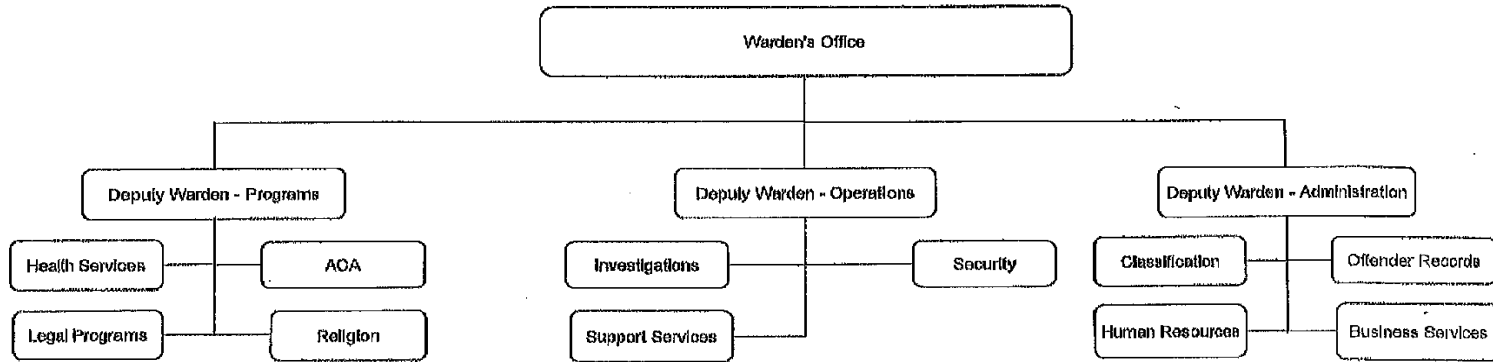 Warden's Office
Deputy Warden - Programs
Deputy Warden - Operations
Deputy Warden - Administration
Health Services
ACA
Investigations
Security
Classification
Offender Records
Legal Programs
Religion
Support Services
Human Resources
Business Services